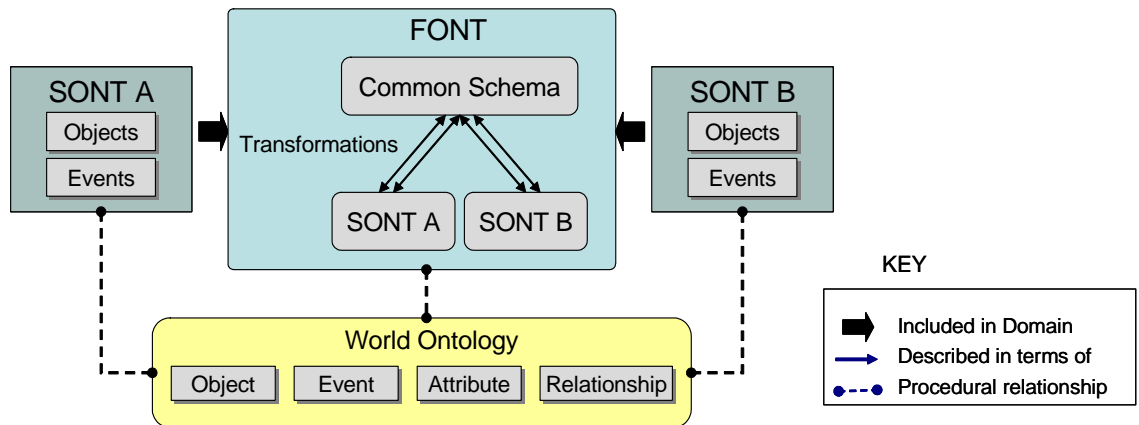 FONT
Common Schema
Transformations
SONT A
SONT B
SONT A
Objects
Events
SONT B
Objects
Events
World Ontology
Object
Event
Attribute
Relationship
KEY
Included in Domain
Described in terms of
Procedural relationship